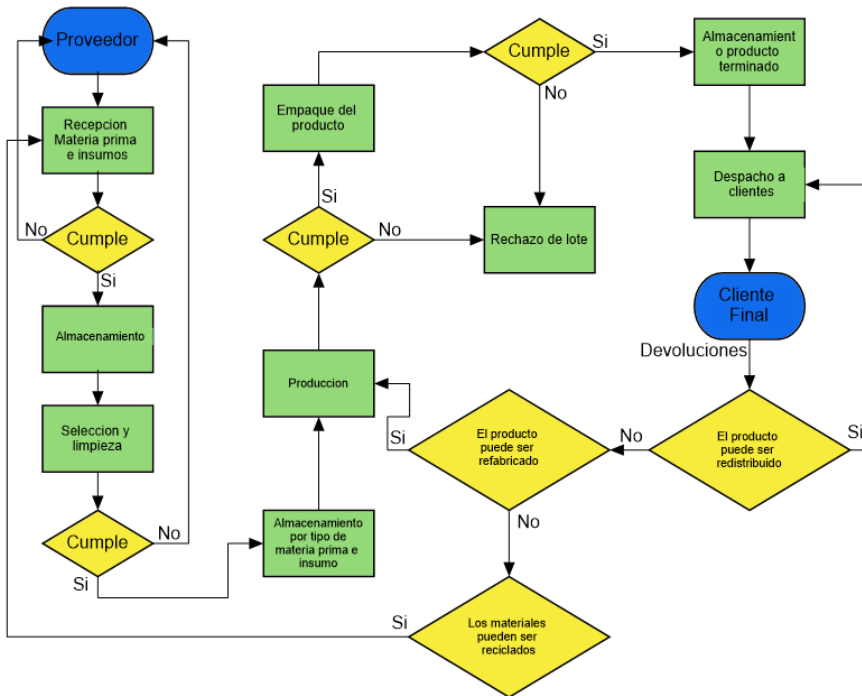 Proveedor
Recepcion
Materia prima
e insumos
No
Cumple
Si
Almacenamiento
Seleccion y
limpieza
Cumple
No
Si
Almacenamiento
por tipo de
materia prima e
insumo
Produccion
Cumple
Si
No
Empaque del
producto
Cumple
Si
No
Rechazo de lote
Almacenamient
o producto
terminado
Despacho a
clientes
Cliente
Final
Devoluciones
El producto
puede ser
redistribuido
Si
No
El producto
puede ser
refabricado
Si
No
Los materiales
pueden ser
reciclados
Si